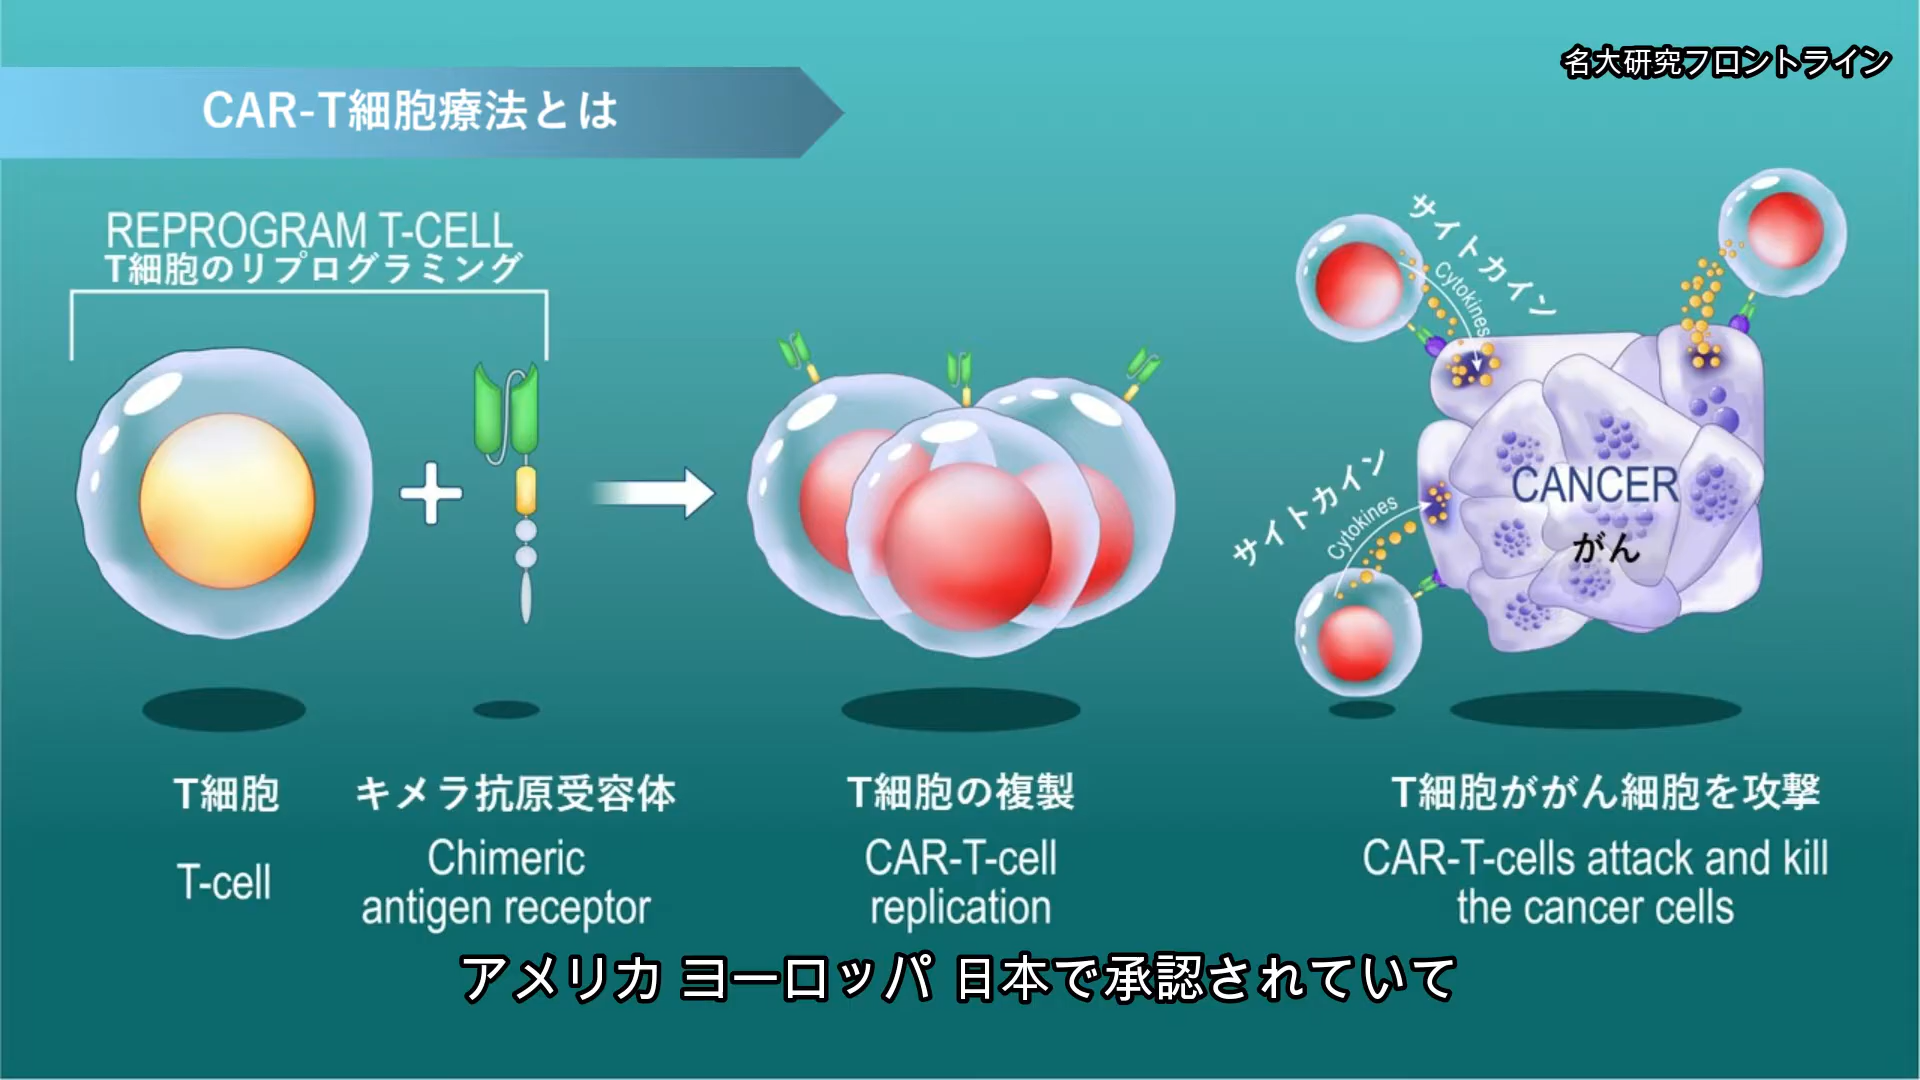 名大研究フロントライン
CAR-T細胞療法とは
REPROGRAM T-CELL
T細胞のリプログラミング
サイトカイン
Cytokines
サイトカイン
Cytokines
CANCER
がん
T細胞
T-cell
キメラ抗原受容体
Chimeric
antigen receptor
T細胞の複製
CAR-T-cell
replication
T細胞ががん細胞を攻撃
CAR-T-cells attack and kill
the cancer cells
アメリカ ヨーロッパ 日本で承認されていて